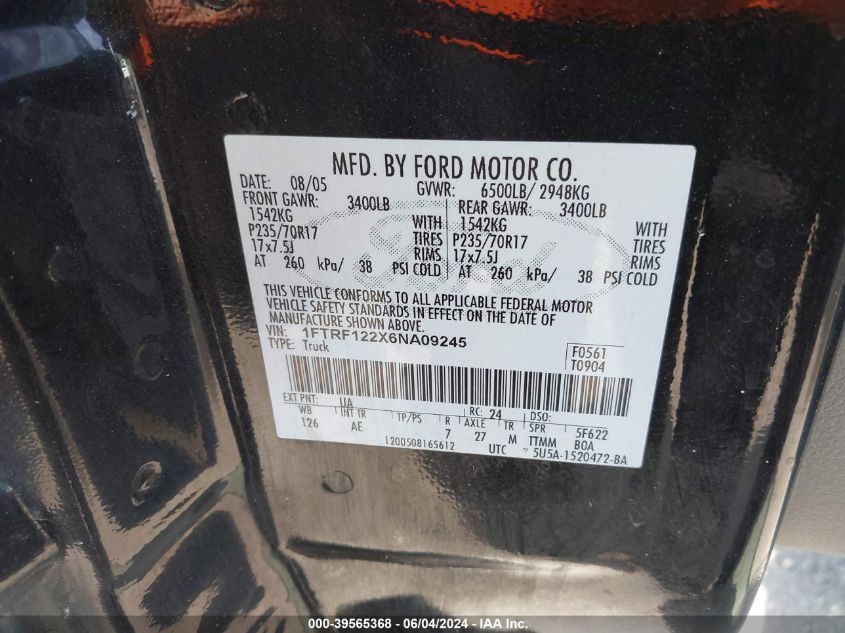 MFD. BY FORD MOTOR CO.
DATE: 08/05 GVWR: 6500LB/ 2948KG
FRONT GAWR: 3400LB REAR GAWR: 3400LB
1542KG WITH 1542KG WITH
P235/70R17 TIRES P235/70R17 TIRES
17x7.5J RIMS 17x7.5J RIMS
AT 260 kPa/ 38 PSI COLD AT 260 kPa/ 38 PSI COLD
THIS VEHICLE CONFORMS TO ALL APPLICABLE FEDERAL MOTOR
VEHICLE SAFETY STANDARDS IN EFFECT ON THE DATE OF
MANUFACTURE SHOWN ABOVE.
VIN: 1FTRF122X6NA09245
TYPE: Truck
F0561
T0904
EXT PNT: UA RC: 24 DSO:
WB INT TR TP/PS R AXLE TR SPR 5F622
126 AE 7 27 M TTMM BOA
1200508165612 UTC 5U5A-1520472-BA
Ford
000-39565368 - 06/04/2024 - IAA Inc.